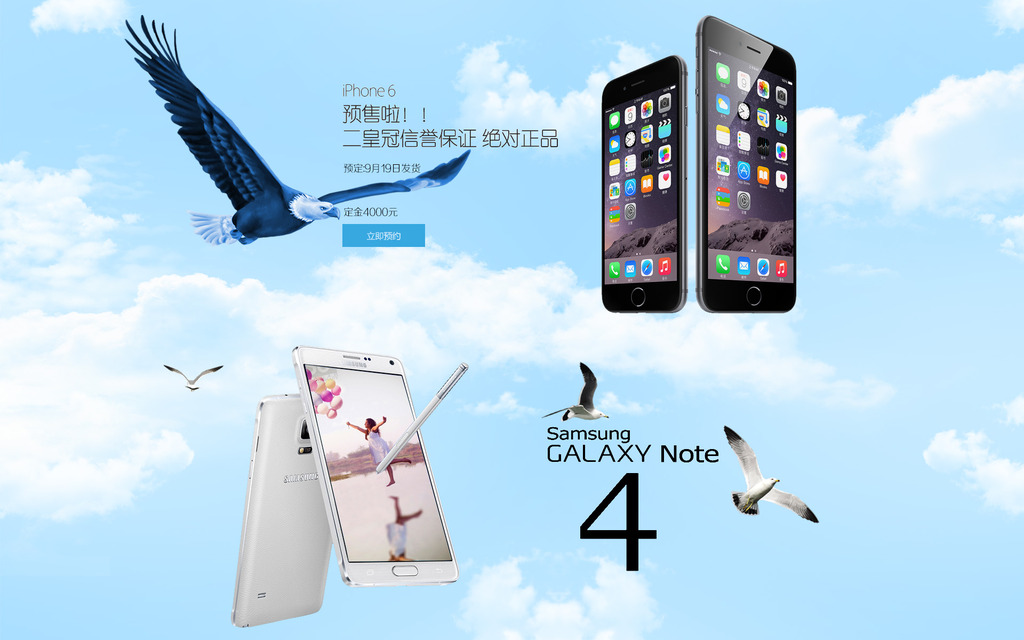 iPhone 6
预售啦！！
二皇冠信誉保证 绝对正品
预定:9月19日发货
定金4000元
立即预约
SAMSUNG
SAMSUNG
Samsung
GALAXY Note
4